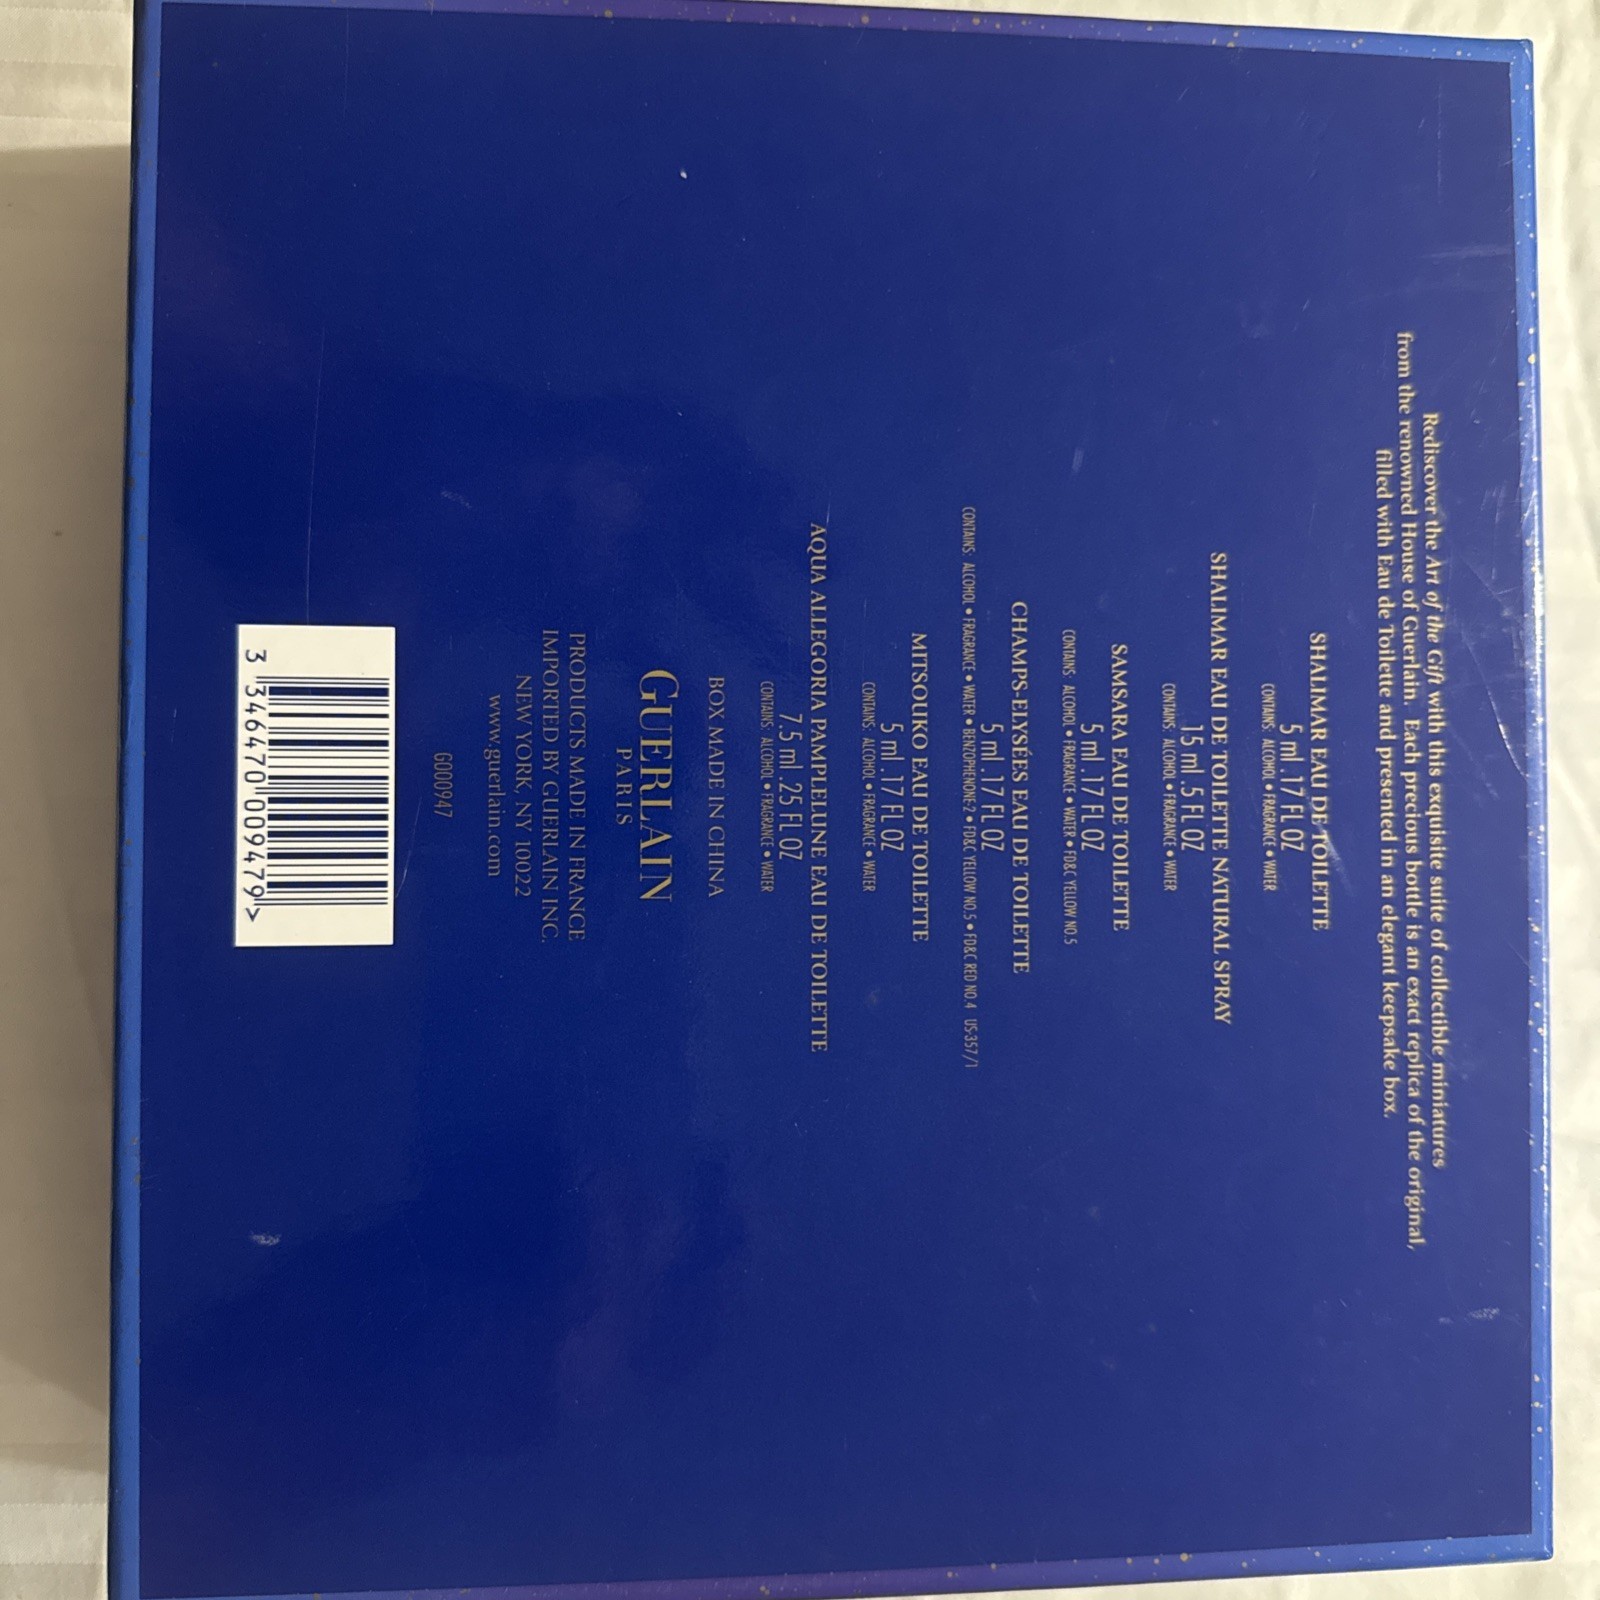 Rediscover the Art of the Gift with this exquisite suite of collectible miniatures
from the renowned House of Guerlain. Each precious bottle is an exact replica of the original,
filled with Eau de Toilette and presented in an elegant keepsake box.
SHALIMAR EAU DE TOILETTE
5 ml .17 FL OZ
CONTAINS: ALCOHOL • FRAGRANCE • WATER
SHALIMAR EAU DE TOILETTE NATURAL SPRAY
15 ml .5 FL OZ
CONTAINS: ALCOHOL • FRAGRANCE • WATER
SAMSARA EAU DE TOILETTE
5 ml .17 FL OZ
CONTAINS: ALCOHOL • FRAGRANCE • WATER • FD&C YELLOW NO.5
CHAMPS-ELYSÉES EAU DE TOILETTE
5 ml .17 FL OZ
CONTAINS: ALCOHOL • FRAGRANCE • WATER • BENZOPHENONE-2 • FD&C YELLOW NO.5 • FD&C RED NO.4 US-357/1
MITSOUKO EAU DE TOILETTE
5 ml .17 FL OZ
CONTAINS: ALCOHOL • FRAGRANCE • WATER
AQUA ALLEGORIA PAMPLELUNE EAU DE TOILETTE
7.5 ml .25 FL OZ
CONTAINS: ALCOHOL • FRAGRANCE • WATER
BOX MADE IN CHINA
GUERLAIN
PARIS
PRODUCTS MADE IN FRANCE
IMPORTED BY GUERLAIN INC.
NEW YORK, NY 10022
www.guerlain.com
G000947
3 346470 009479 >